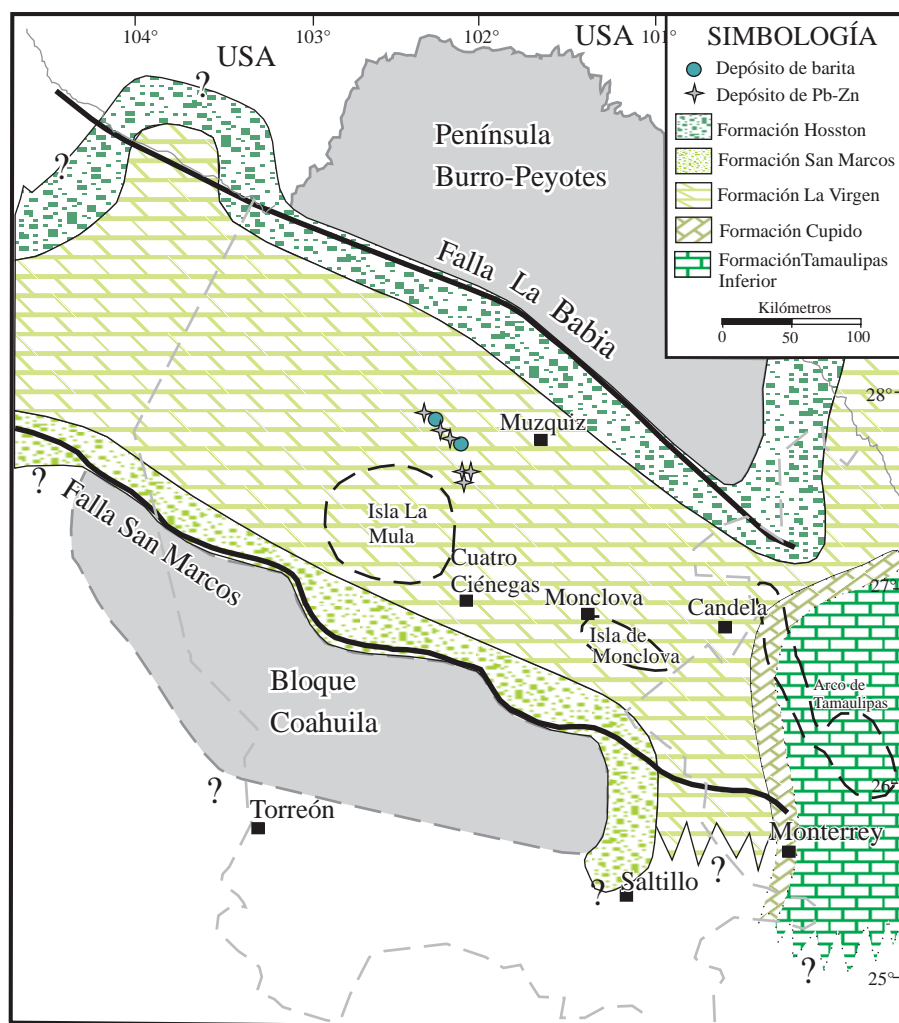 104°
103°
102°
101°
USA
USA
SIMBOLOGÍA
Depósito de barita
Depósito de Pb-Zn
Formación Hosston
Formación San Marcos
Formación La Virgen
Formación Cupido
FormaciónTamaulipas
Inferior
Kilómetros
0 50 100
?
?
Península
Burro-Peyotes
Falla La Babia
28°
Muzquíz
?
Falla San Marcos
Isla La
Mula
Cuatro
Ciénegas
Monclova
Candela
27°
Isla de
Monclova
Bloque
Coahuila
Arco de
Tamaulipas
?
26°
Torreón
Monterrey
?
?
Saltillo
?
25°